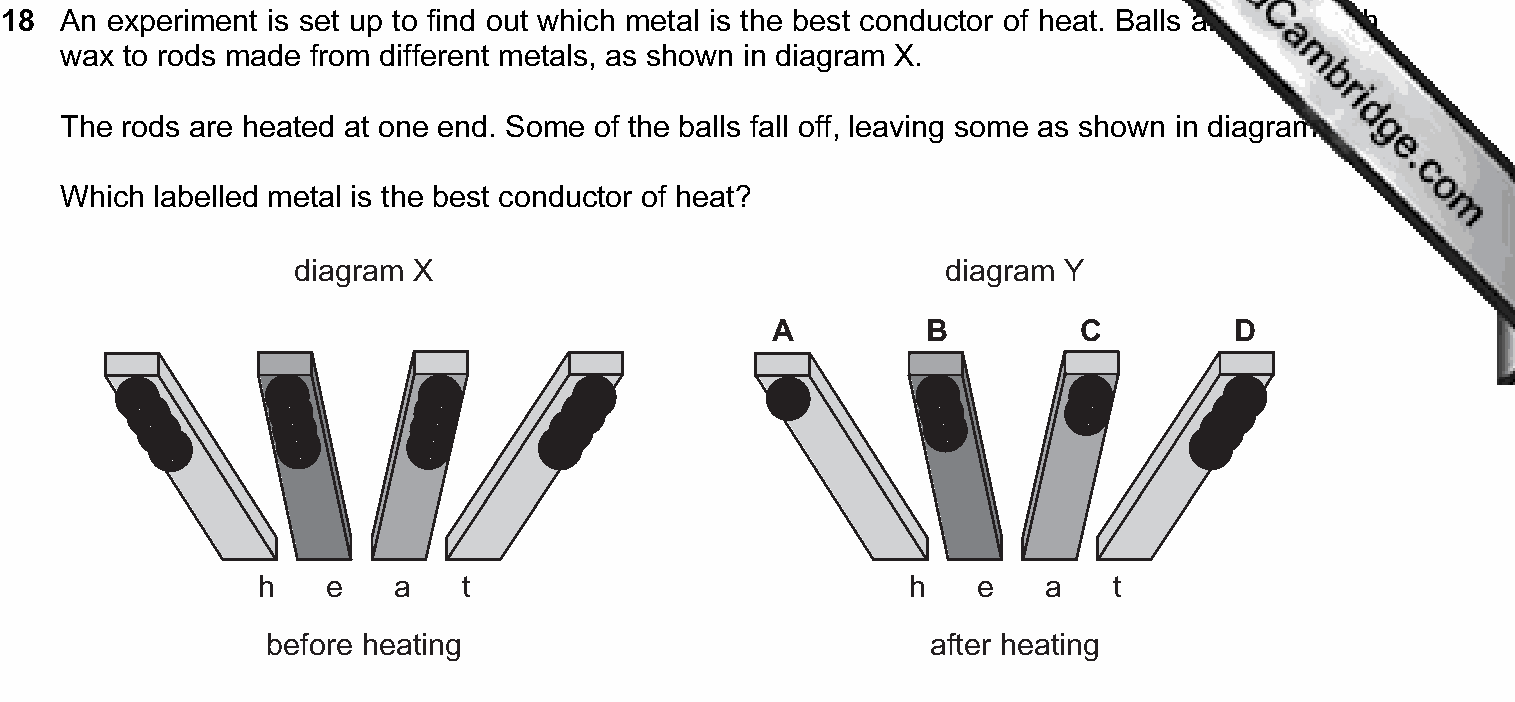 18 An experiment is set up to find out which metal is the best conductor of heat. Balls
wax to rods made from different metals, as shown in diagram X.
The rods are heated at one end. Some of the balls fall off, leaving some as shown in diagram
Which labelled metal is the best conductor of heat?
diagram X
diagram Y
A B C D
h e a t
h e a t
before heating
after heating
Cambridge.com